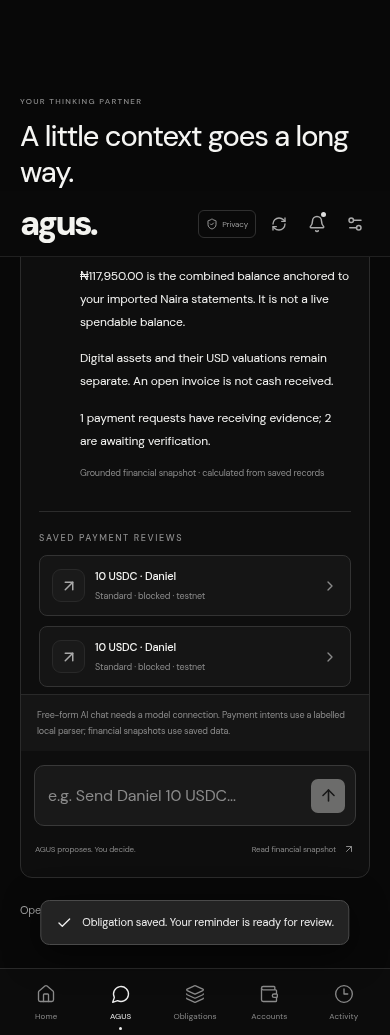 YOUR THINKING PARTNER
A little context goes a long
way.
agus.
Privacy
₦117,950.00 is the combined balance anchored to
your imported Naira statements. It is not a live
spendable balance.
Digital assets and their USD valuations remain
separate. An open invoice is not cash received.
1 payment requests have receiving evidence; 2
are awaiting verification.
Grounded financial snapshot · calculated from saved records
SAVED PAYMENT REVIEWS
10 USDC · Daniel
Standard · blocked · testnet
10 USDC · Daniel
Standard · blocked · testnet
Free-form AI chat needs a model connection. Payment intents use a labelled
local parser; financial snapshots use saved data.
e.g. Send Daniel 10 USDC...
AGUS proposes. You decide.
Read financial snapshot
Ope
Obligation saved. Your reminder is ready for review.
Home
AGUS
Obligations
Accounts
Activity